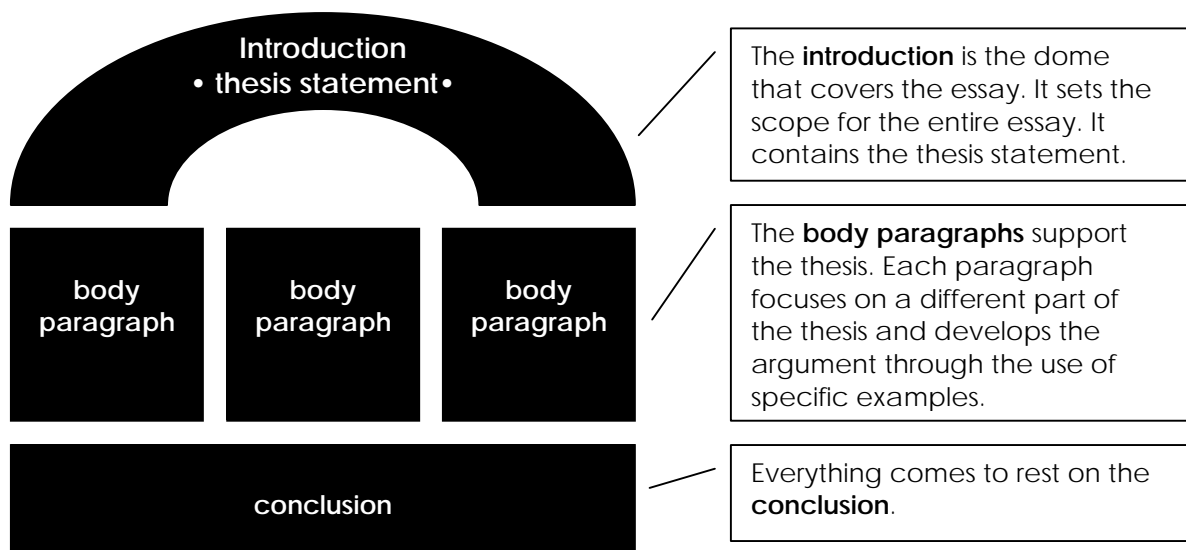 Introduction
• thesis statement•
The introduction is the dome
that covers the essay. It sets the
scope for the entire essay. It
contains the thesis statement.
body
paragraph
body
paragraph
body
paragraph
The body paragraphs support
the thesis. Each paragraph
focuses on a different part of
the thesis and develops the
argument through the use of
specific examples.
conclusion
Everything comes to rest on the
conclusion.